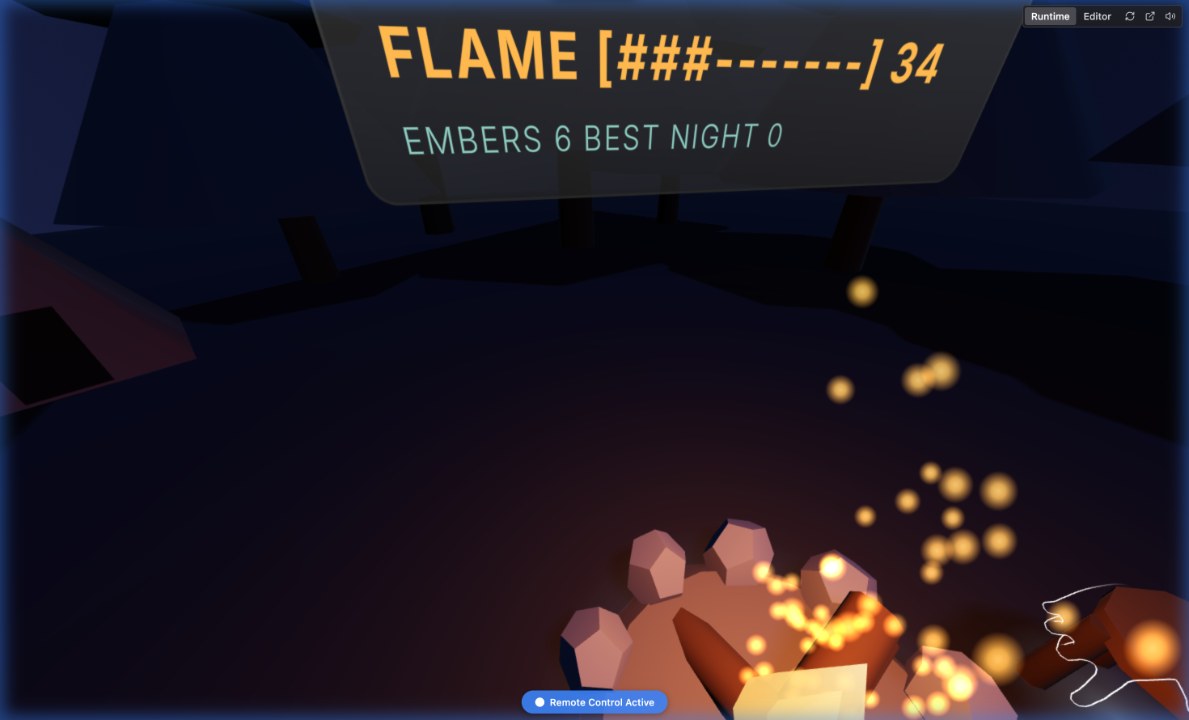 Runtime Editor
FLAME [###-------] 34
EMBERS 6 BEST NIGHT 0
Remote Control Active